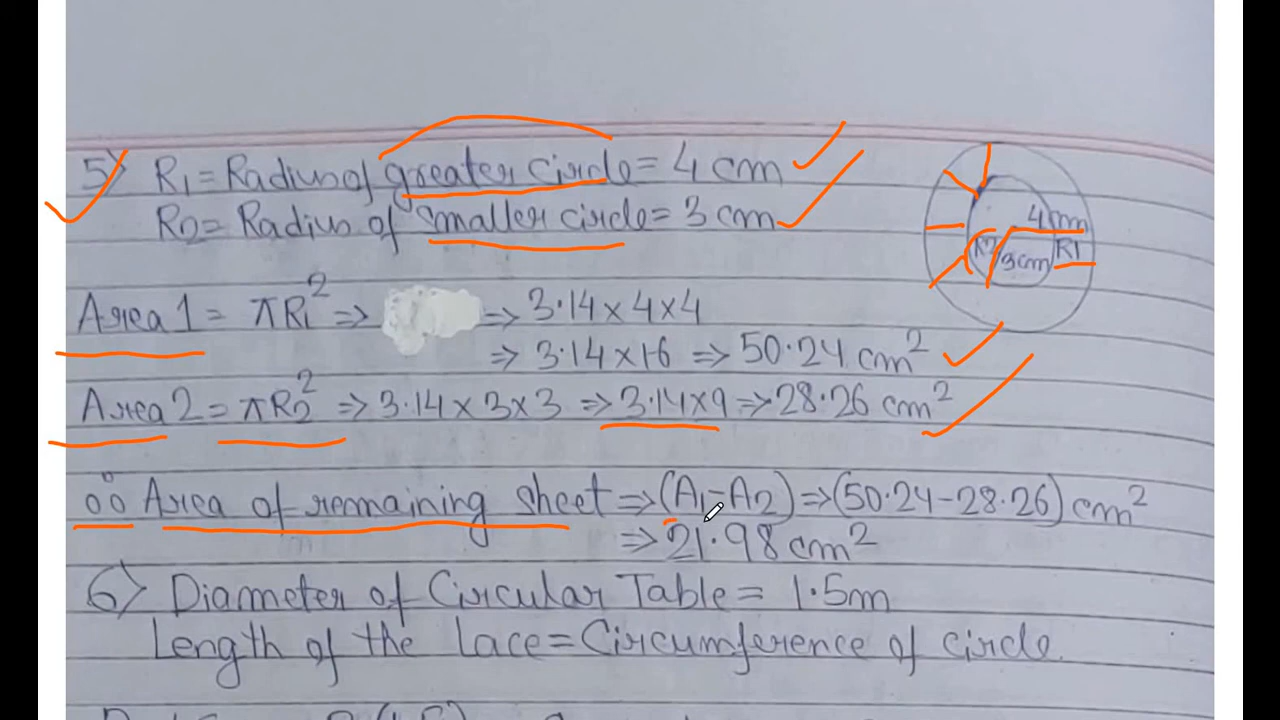 5) R1 = Radius of greater circle = 4 cm
R2 = Radius of smaller circle = 3 cm
4cm
R2 3cm R1
Area 1 = πR1² => => 3.14 x 4 x 4
=> 3.14 x 16 => 50.24 cm²
Area 2 = πR2² => 3.14 x 3 x 3 => 3.14 x 9 => 28.26 cm²
∴ Area of remaining sheet => (A1 - A2) => (50.24 - 28.26) cm²
=> 21.98 cm²
6) Diameter of Circular Table = 1.5m
Length of the Lace = Circumference of circle.